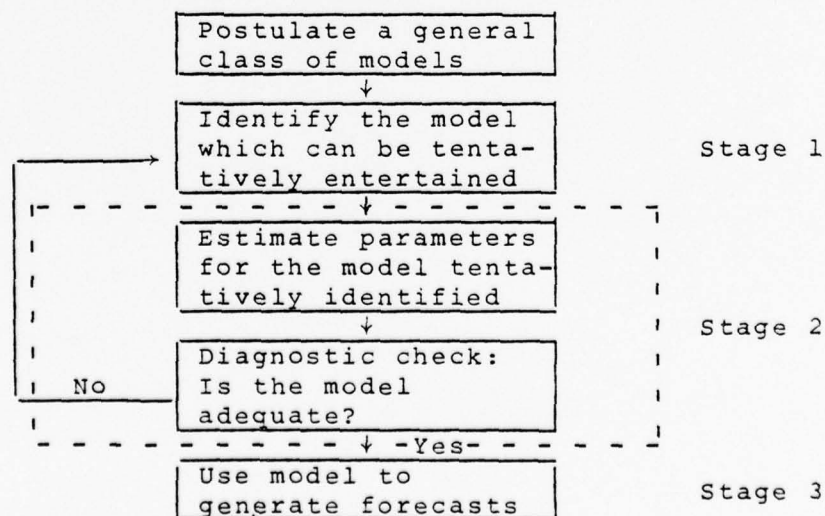 Postulate a general
class of models
Identify the model
which can be tenta-
tively entertained
Stage 1
Estimate parameters
for the model tenta-
tively identified
Stage 2
Diagnostic check:
Is the model
adequate?
No
Yes
Use model to
generate forecasts
Stage 3